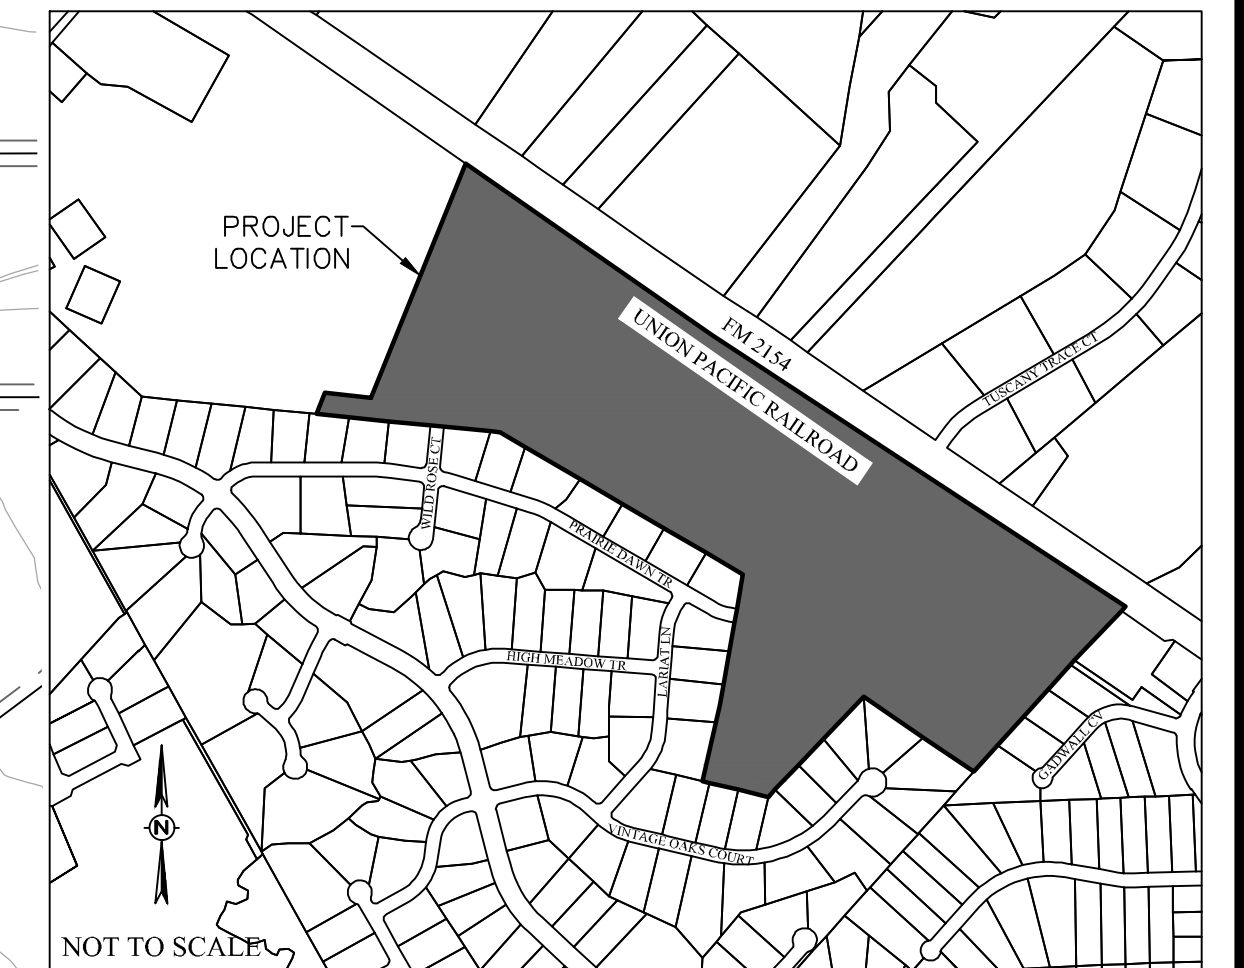 PROJECT
LOCATION
FM 2154
UNION PACIFIC RAILROAD
TUSCANY TRACE CT
WILD ROSE CT
PRAIRIE DAWN TR
LARIAT LN
HIGH MEADOW TR
GADWALL CV
VINTAGE OAKS COURT
N
NOT TO SCALE